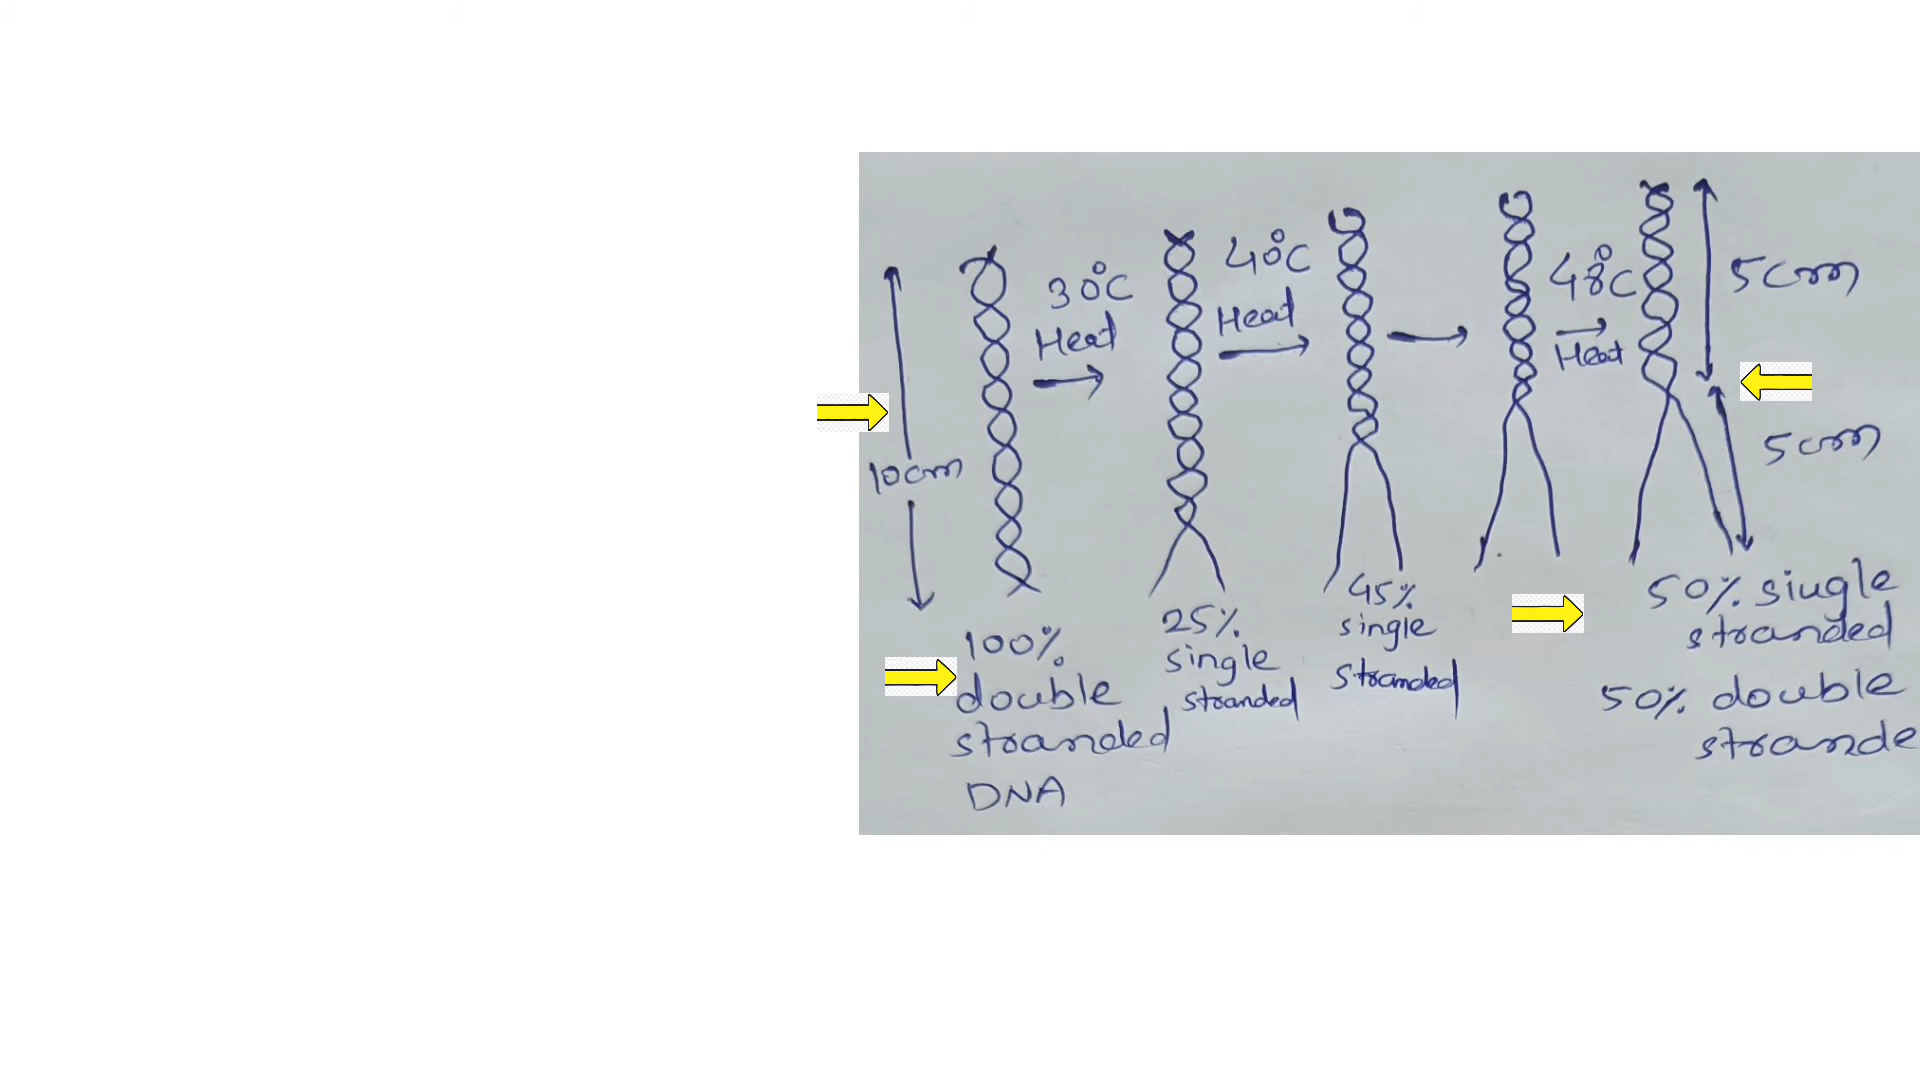 10cm
100%
double
stranded
DNA
30°C
Heat
25%
single
stranded
40°C
Heat
45%
single
stranded
48°C
Heat
5cm
5cm
50% single
stranded
50% double
strande